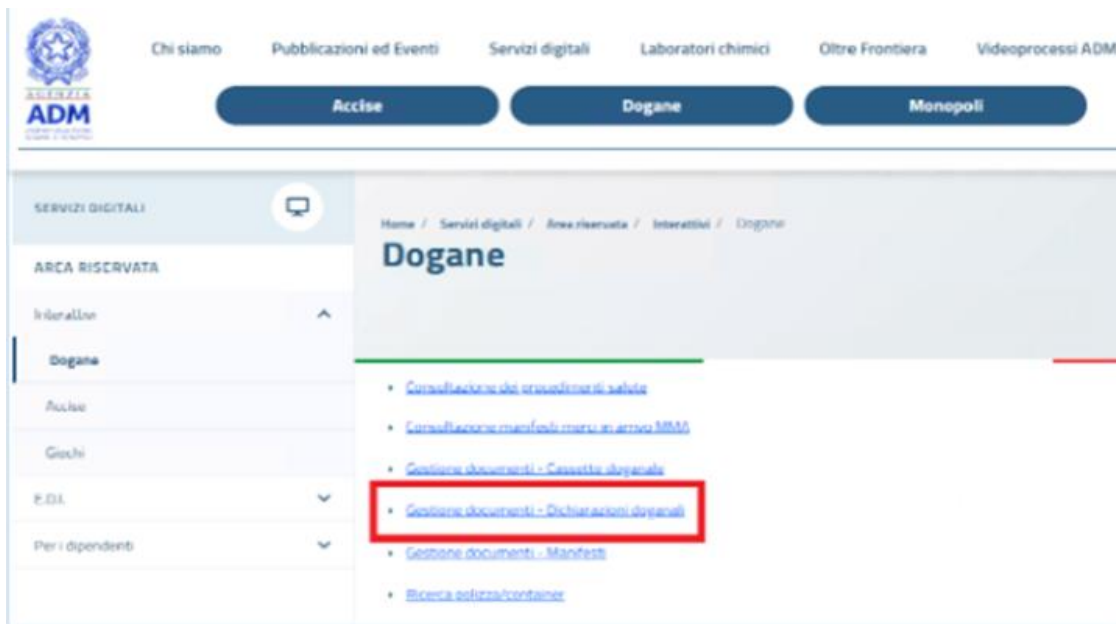 Chi siamo Pubblicazioni ed Eventi Servizi digitali Laboratori chimici Oltre Frontiera Videoprocessi ADM
AGENZIA
ADM
Accise Dogane Monopoli
SERVIZI DIGITALI
Home / Servizi digitali / Area riservata / Interattivi / Dogane
Dogane
AREA RISERVATA
Interattivi
Dogane
Accise
Giochi
E.D.I.
Per i dipendenti
Consultazione dei procedimenti salute
Consultazione manifesti merci in arrivo MMA
Gestione documenti - Cassetto doganale
Gestione documenti - Dichiarazioni doganali
Gestione documenti - Manifesti
Ricerca polizza/container